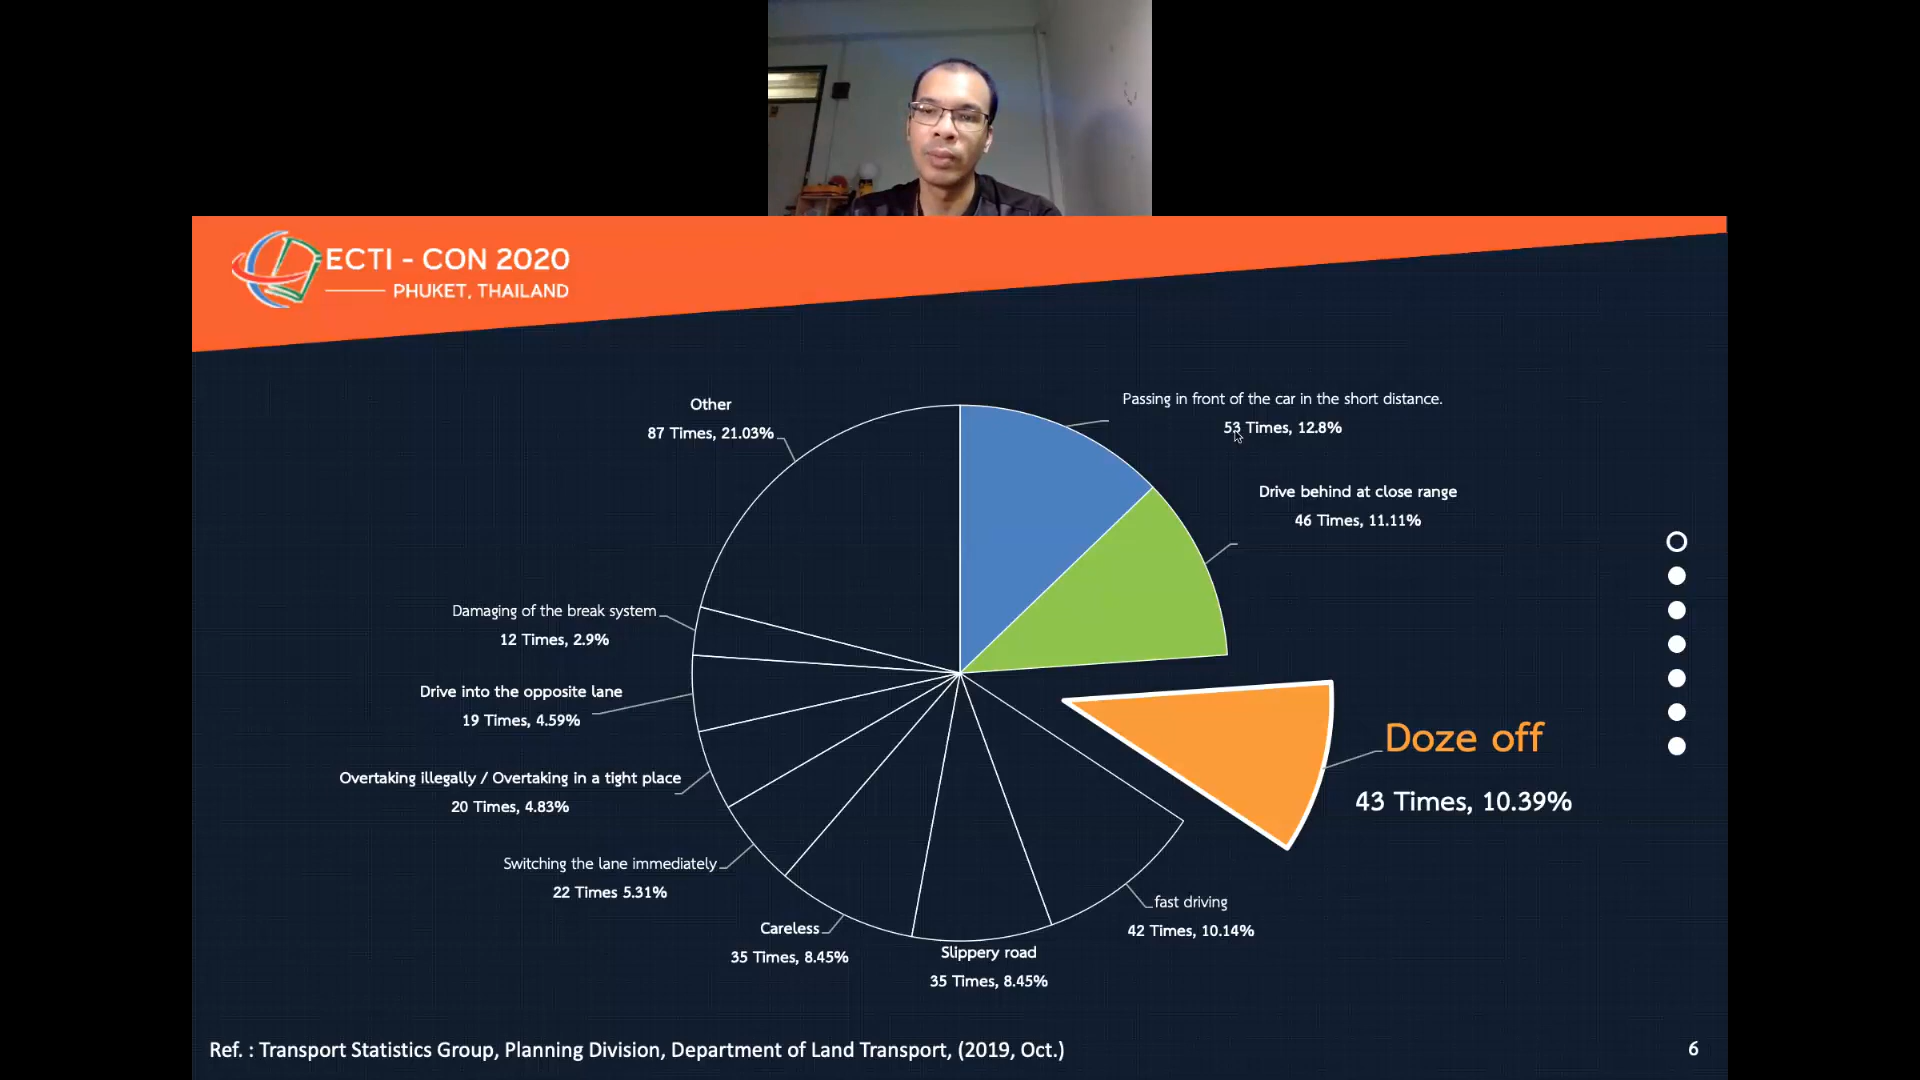 ECTI - CON 2020
PHUKET, THAILAND
Other
87 Times, 21.03%
Passing in front of the car in the short distance.
53 Times, 12.8%
Drive behind at close range
46 Times, 11.11%
Damaging of the break system
12 Times, 2.9%
Drive into the opposite lane
19 Times, 4.59%
Doze off
43 Times, 10.39%
Overtaking illegally / Overtaking in a tight place
20 Times, 4.83%
Switching the lane immediately
22 Times 5.31%
fast driving
42 Times, 10.14%
Careless
35 Times, 8.45%
Slippery road
35 Times, 8.45%
Ref. : Transport Statistics Group, Planning Division, Department of Land Transport, (2019, Oct.)
6